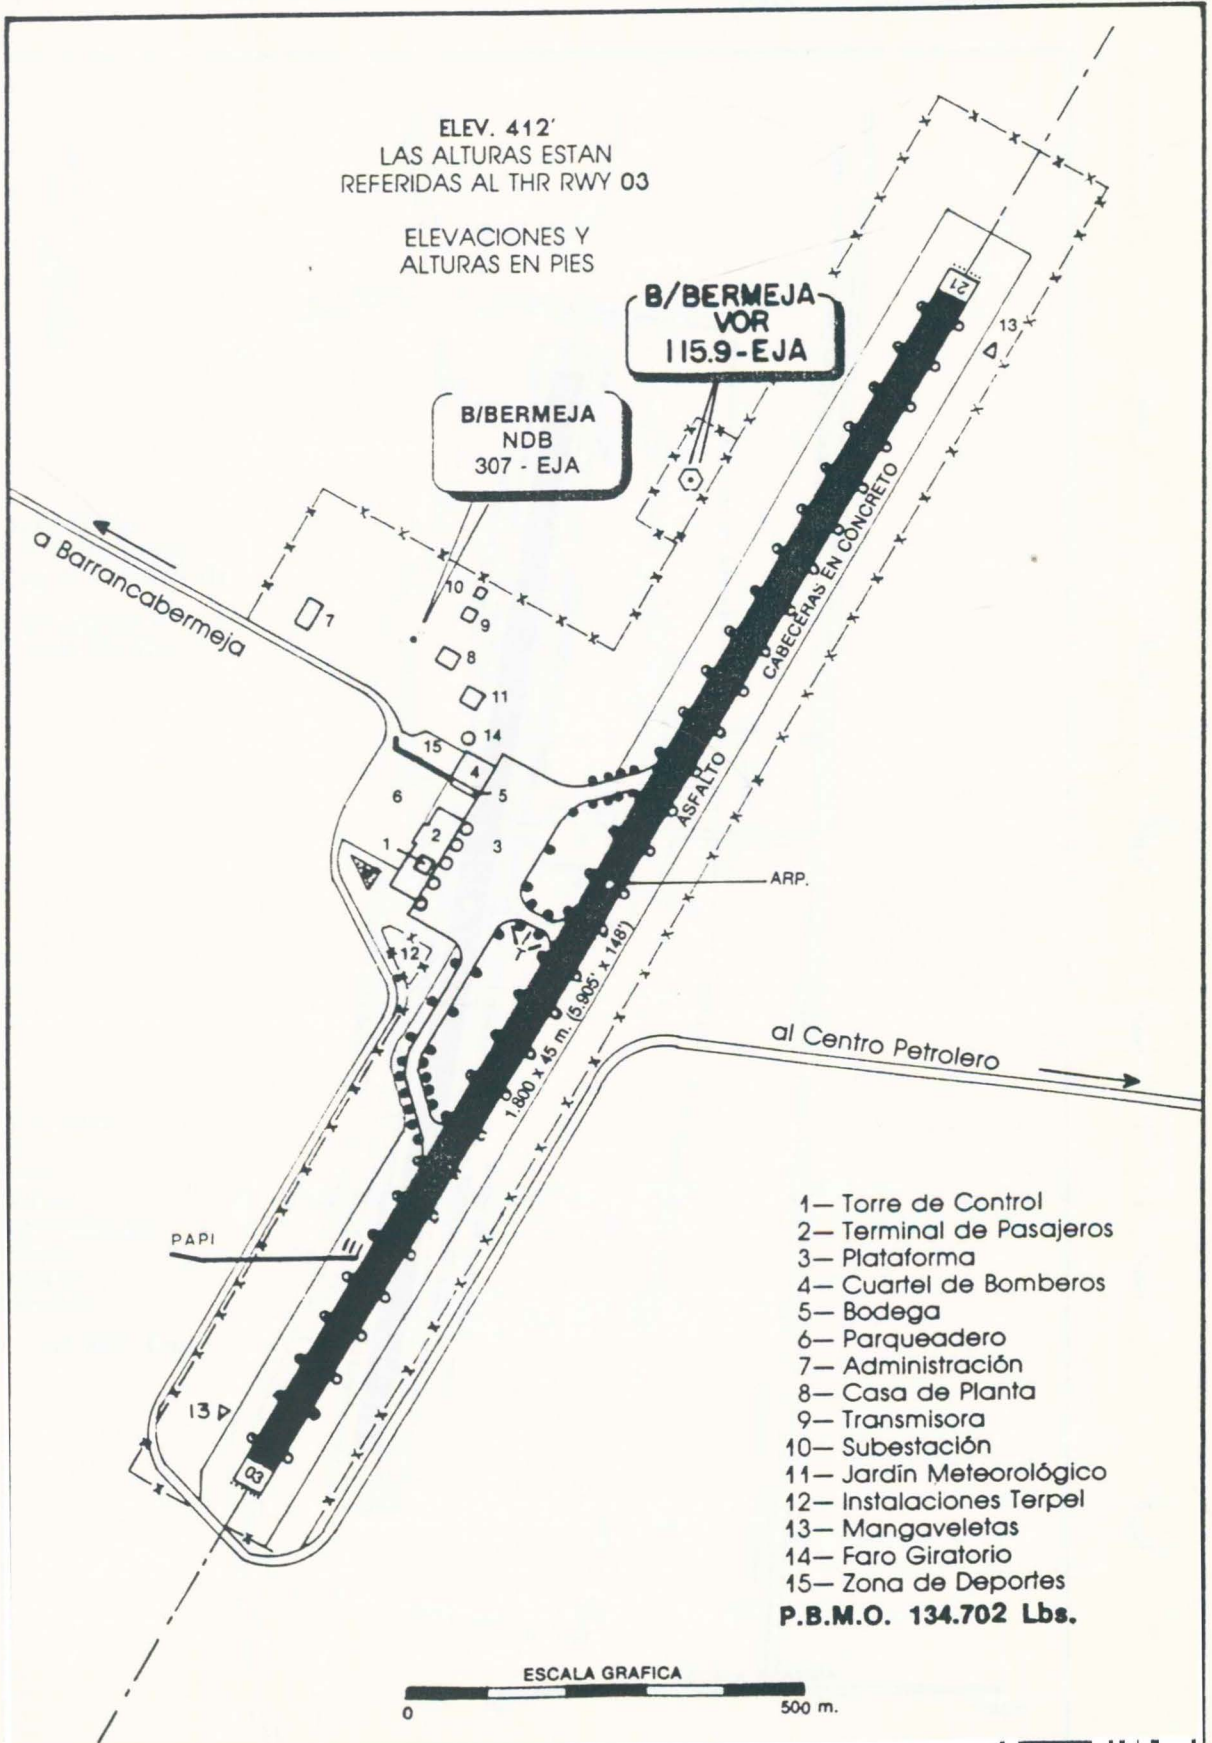 ELEV. 412'
LAS ALTURAS ESTAN
REFERIDAS AL THR RWY 03
ELEVACIONES Y
ALTURAS EN PIES
B/BERMEJA
VOR
115.9-EJA
B/BERMEJA
NDB
307 - EJA
21
13
a Barrancabermeja
10
7
9
8
11
14
15
4
6
5
2
3
1
12
CABECERAS EN CONCRETO
ASFALTO
ARP.
1.800 x 45 m. (5.905' x 148')
al Centro Petrolero
PAPI
13
03
1— Torre de Control
2— Terminal de Pasajeros
3— Plataforma
4— Cuartel de Bomberos
5— Bodega
6— Parqueadero
7— Administración
8— Casa de Planta
9— Transmisora
10— Subestación
11— Jardín Meteorológico
12— Instalaciones Terpel
13— Mangaveletas
14— Faro Giratorio
15— Zona de Deportes
P.B.M.O. 134.702 Lbs.
ESCALA GRAFICA
0
500 m.